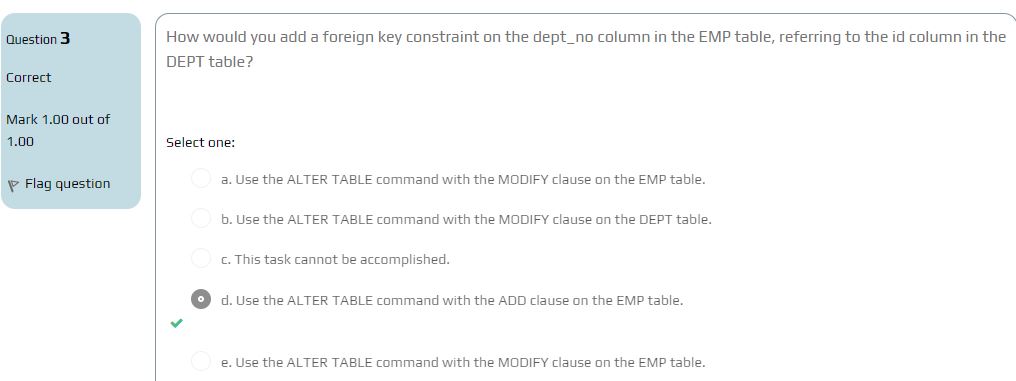 Question 3
Correct
Mark 1.00 out of
1.00
Flag question
How would you add a foreign key constraint on the dept_no column in the EMP table, referring to the id column in the
DEPT table?
Select one:
a. Use the ALTER TABLE command with the MODIFY clause on the EMP table.
b. Use the ALTER TABLE command with the MODIFY clause on the DEPT table.
c. This task cannot be accomplished.
d. Use the ALTER TABLE command with the ADD clause on the EMP table.
e. Use the ALTER TABLE command with the MODIFY clause on the EMP table.